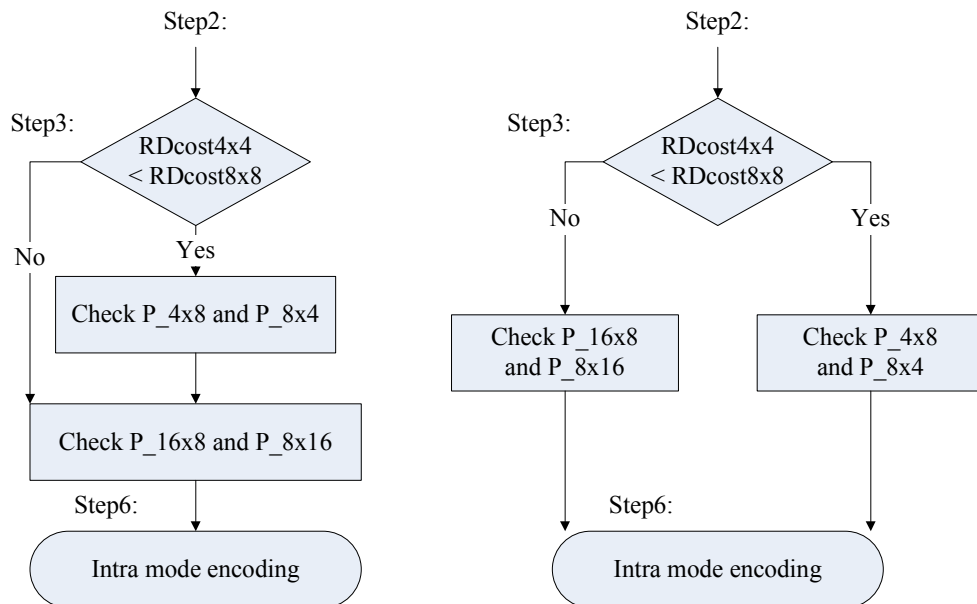 Step2:
Step3:
RDcost4x4
< RDcost8x8
No
Yes
Check P_4x8 and P_8x4
Check P_16x8 and P_8x16
Step6:
Intra mode encoding
Step2:
Step3:
RDcost4x4
< RDcost8x8
No
Yes
Check P_16x8
and P_8x16
Check P_4x8
and P_8x4
Step6:
Intra mode encoding